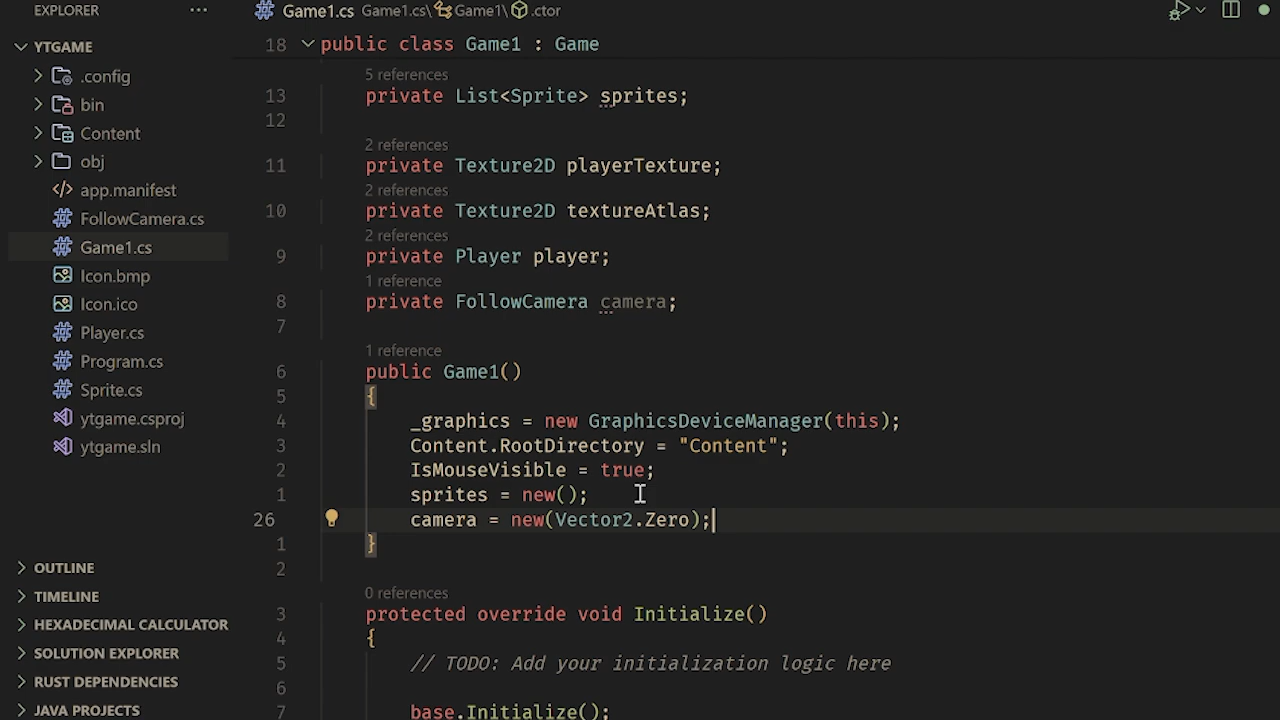 EXPLORER ···
Game1.cs Game1.cs\Game1\.ctor
YTGAME
.config
bin
Content
obj
app.manifest
FollowCamera.cs
Game1.cs
Icon.bmp
Icon.ico
Player.cs
Program.cs
Sprite.cs
ytgame.csproj
ytgame.sln
OUTLINE
TIMELINE
HEXADECIMAL CALCULATOR
SOLUTION EXPLORER
RUST DEPENDENCIES
JAVA PROJECTS
18 public class Game1 : Game
5 references
13 private List<Sprite> sprites;
12
2 references
11 private Texture2D playerTexture;
2 references
10 private Texture2D textureAtlas;
2 references
9 private Player player;
1 reference
8 private FollowCamera camera;
7
1 reference
6 public Game1()
5 {
4 _graphics = new GraphicsDeviceManager(this);
3 Content.RootDirectory = "Content";
2 IsMouseVisible = true;
1 sprites = new();
26 camera = new(Vector2.Zero);
1 }
2
0 references
3 protected override void Initialize()
4 {
5 // TODO: Add your initialization logic here
6
7 base.Initialize();